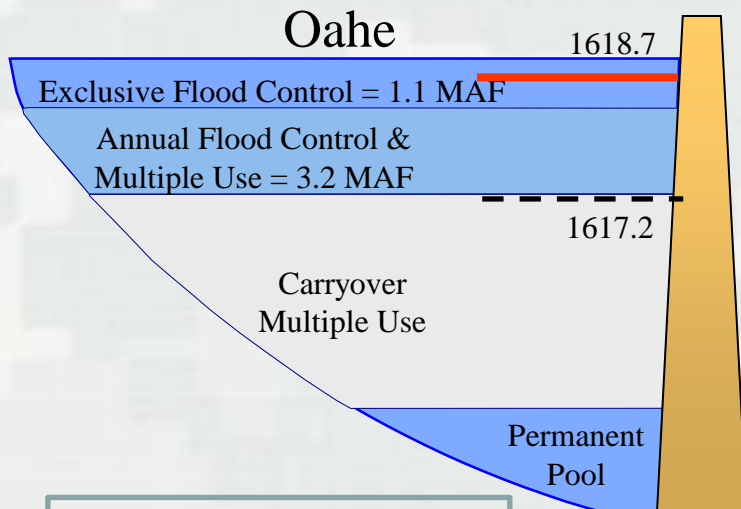 Oahe
1618.7
Exclusive Flood Control = 1.1 MAF
Annual Flood Control &
Multiple Use = 3.2 MAF
1617.2
Carryover
Multiple Use
Permanent
Pool